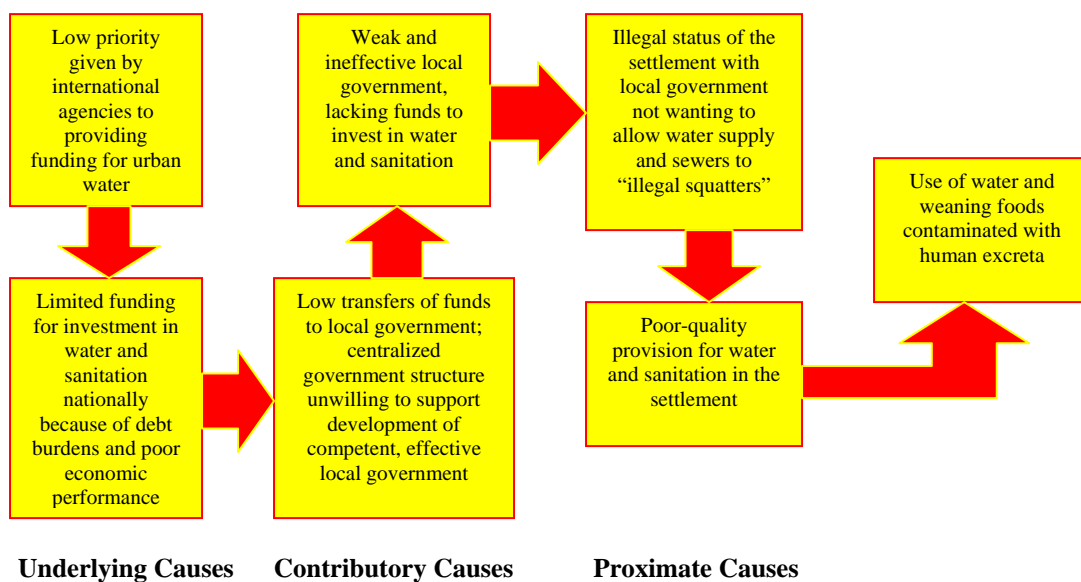 Low priority
given by
international
agencies to
providing
funding for urban
water
Limited funding
for investment in
water and
sanitation
nationally
because of debt
burdens and poor
economic
performance
Low transfers of funds
to local government;
centralized
government structure
unwilling to support
development of
competent, effective
local government
Weak and
ineffective local
government,
lacking funds to
invest in water
and sanitation
Illegal status of the
settlement with
local government
not wanting to
allow water supply
and sewers to
“illegal squatters”
Poor-quality
provision for water
and sanitation in the
settlement
Use of water and
weaning foods
contaminated with
human excreta
Underlying Causes
Contributory Causes
Proximate Causes